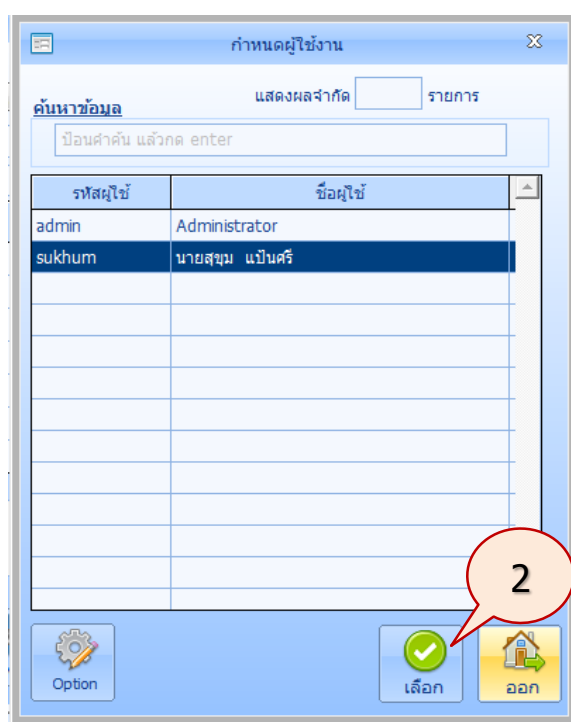 กำหนดผู้ใช้งาน
แสดงผลจำกัด รายการ
ค้นหาข้อมูล
ป้อนคำค้น แล้วกด enter
รหัสผู้ใช้ ชื่อผู้ใช้
admin Administrator
sukhum นายสุขุม แป้นศรี
2
Option เลือก ออก